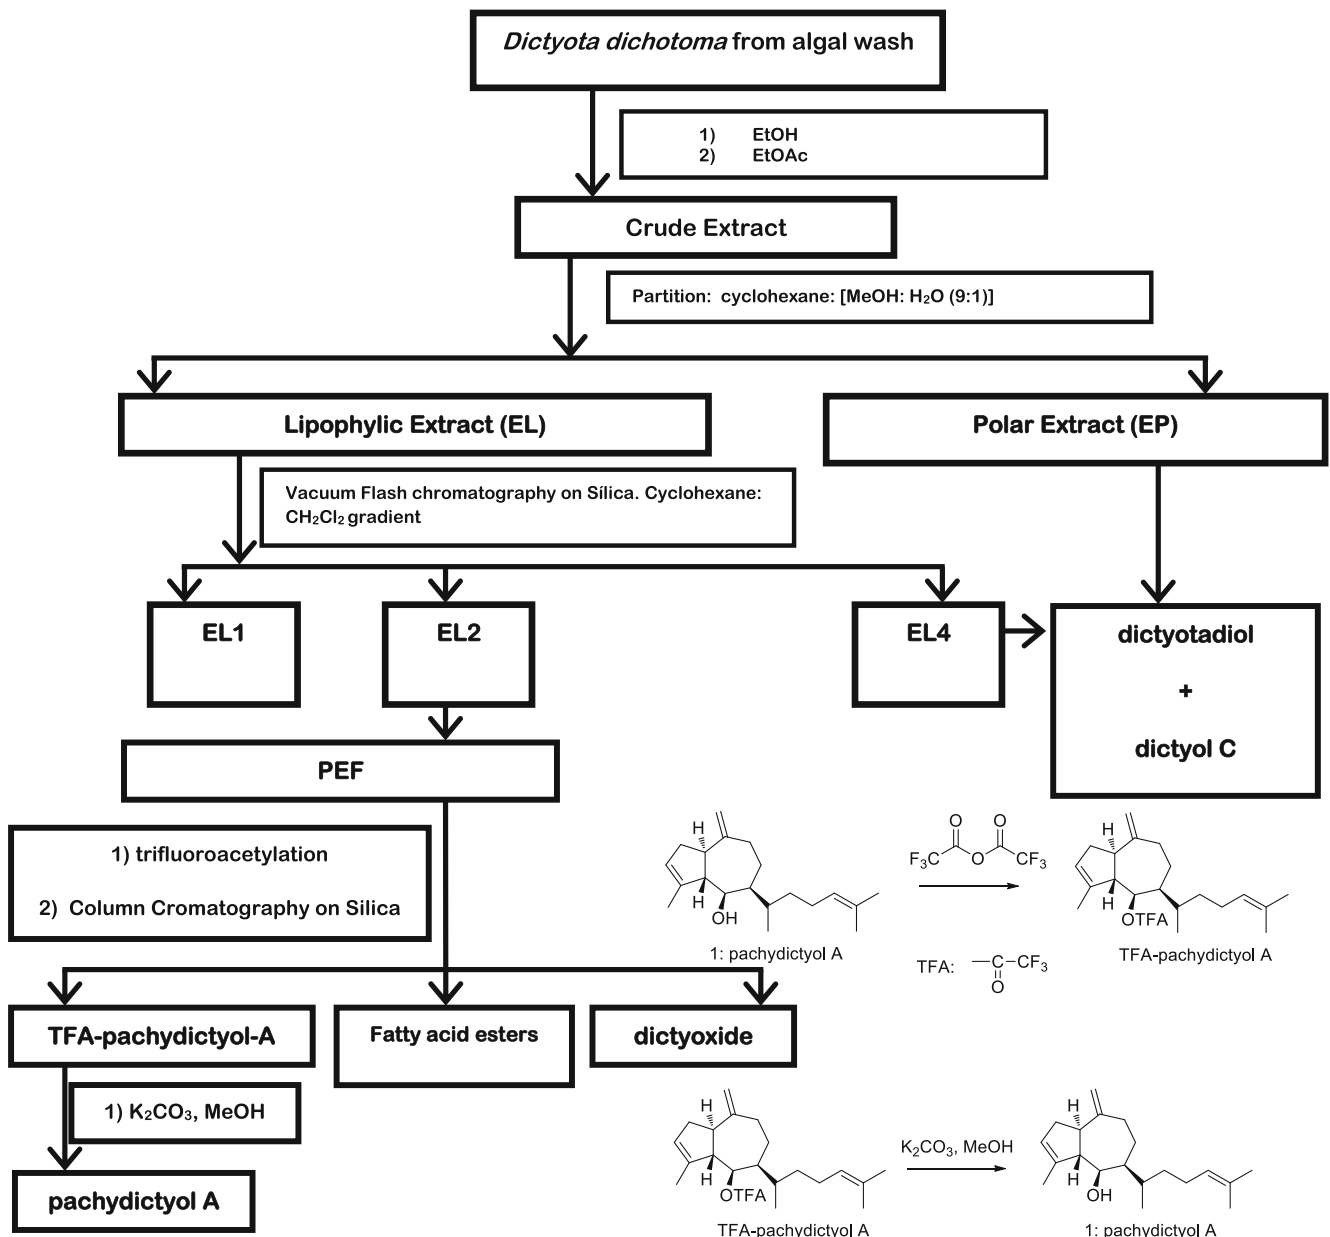 Dictyota dichotoma from algal wash
1) EtOH
2) EtOAc
Crude Extract
Partition: cyclohexane: [MeOH: H₂O (9:1)]
Lipophylic Extract (EL)
Polar Extract (EP)
Vacuum Flash chromatography on Sílica. Cyclohexane:
CH₂Cl₂ gradient
EL1
EL2
EL4
dictyotadiol
+
dictyol C
PEF
1) trifluoroacetylation
2) Column Cromatography on Silica
H
H
OH
1: pachydictyol A
O
O
F₃C
O
CF₃
TFA:
C
CF₃
O
H
H
OTFA
TFA-pachydictyol A
TFA-pachydictyol-A
Fatty acid esters
dictyoxide
1) K₂CO₃, MeOH
pachydictyol A
H
H
OTFA
TFA-pachydictyol A
K₂CO₃, MeOH
H
H
OH
1: pachydictyol A